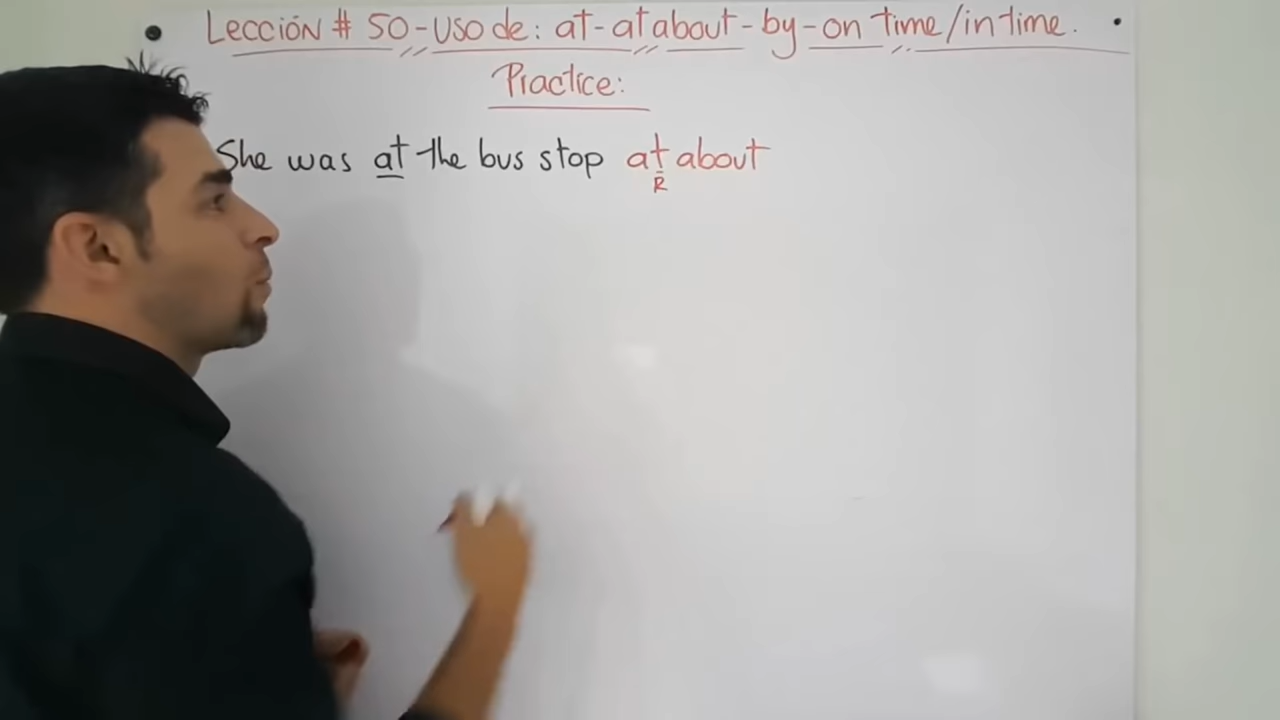 Lección # 50 - Uso de: at - at about - by - on time / in time.
Practice:
She was at the bus stop at about
R